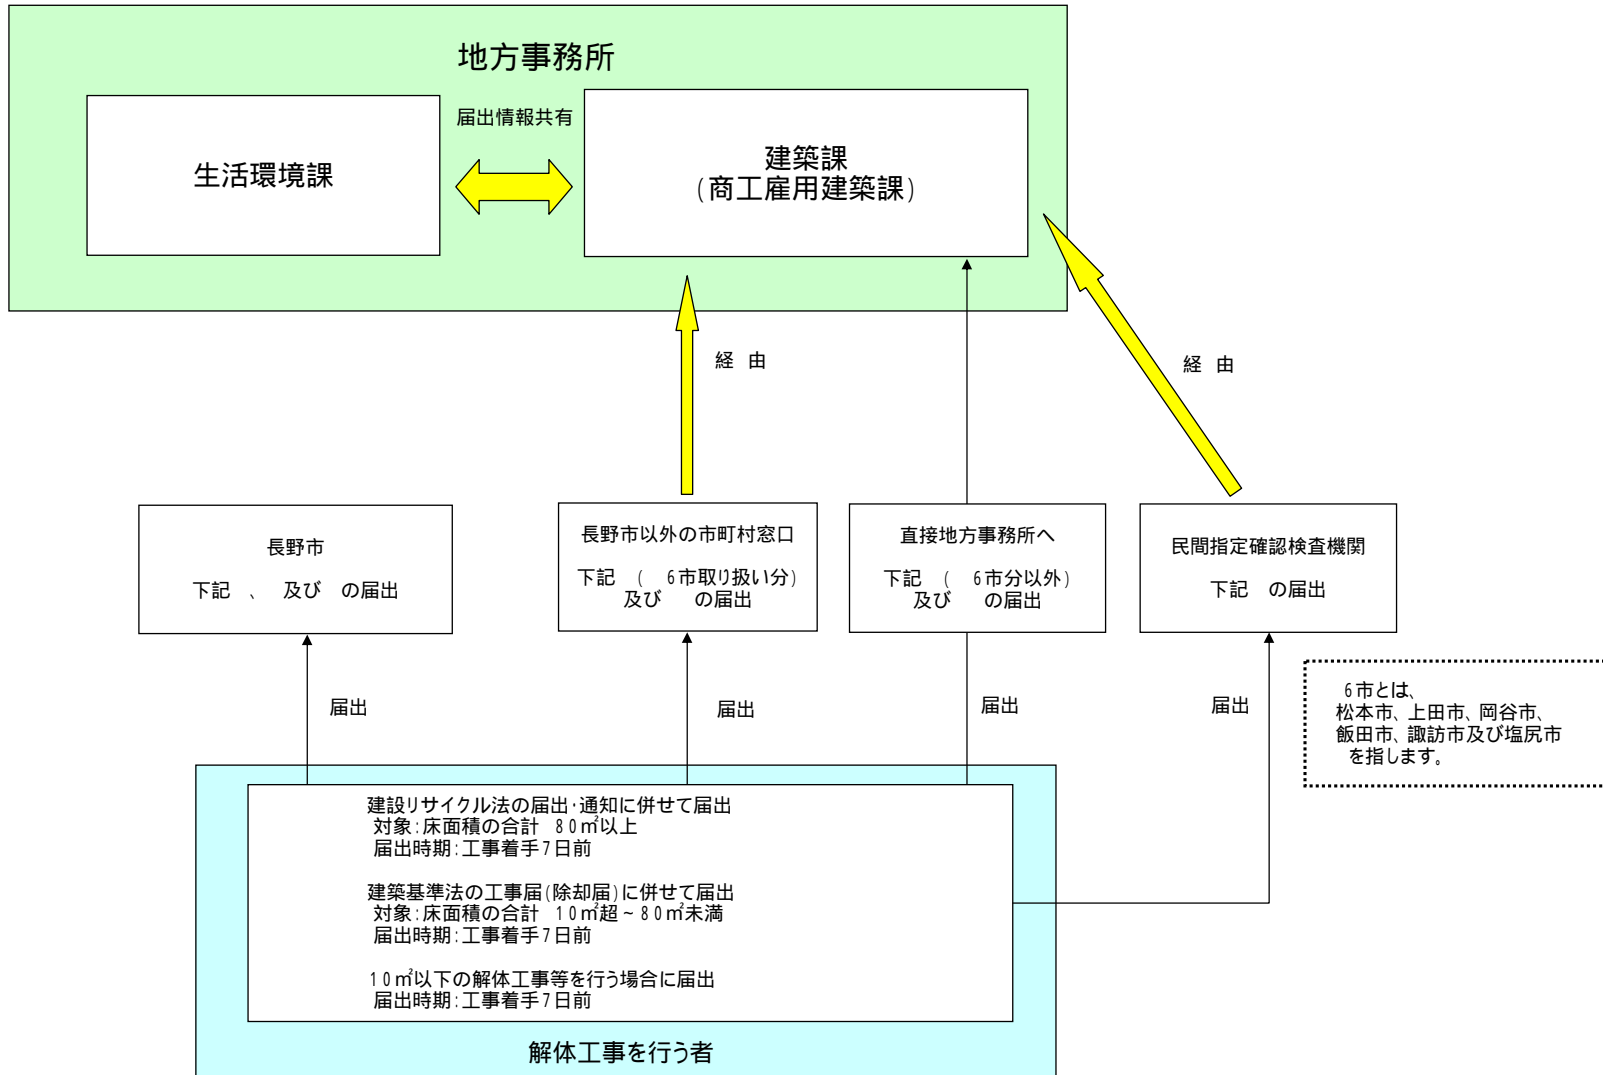 地方事務所
生活環境課
届出情報共有
建築課
(商工雇用建築課)
経 由
経 由
長野市
下記 、 及び の届出
長野市以外の市町村窓口
下記 ( 6市取り扱い分)
及び の届出
直接地方事務所へ
下記 ( 6市分以外)
及び の届出
民間指定確認検査機関
下記 の届出
届出
届出
届出
届出
6市とは、
松本市、上田市、岡谷市、
飯田市、諏訪市及び塩尻市
を指します。
建設リサイクル法の届出・通知に併せて届出
対象:床面積の合計 80㎡以上
届出時期:工事着手7日前
建築基準法の工事届(除却届)に併せて届出
対象:床面積の合計 10㎡超~80㎡未満
届出時期:工事着手7日前
10㎡以下の解体工事等を行う場合に届出
届出時期:工事着手7日前
解体工事を行う者